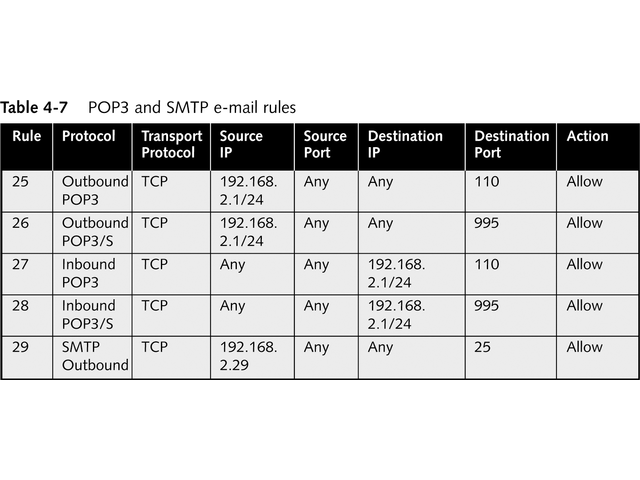 Table 4-7 POP3 and SMTP e-mail rules
Rule Protocol Transport Protocol Source IP Source Port Destination IP Destination Port Action
25 Outbound POP3 TCP 192.168.2.1/24 Any Any 110 Allow
26 Outbound POP3/S TCP 192.168.2.1/24 Any Any 995 Allow
27 Inbound POP3 TCP Any Any 192.168.2.1/24 110 Allow
28 Inbound POP3/S TCP Any Any 192.168.2.1/24 995 Allow
29 SMTP Outbound TCP 192.168.2.29 Any Any 25 Allow